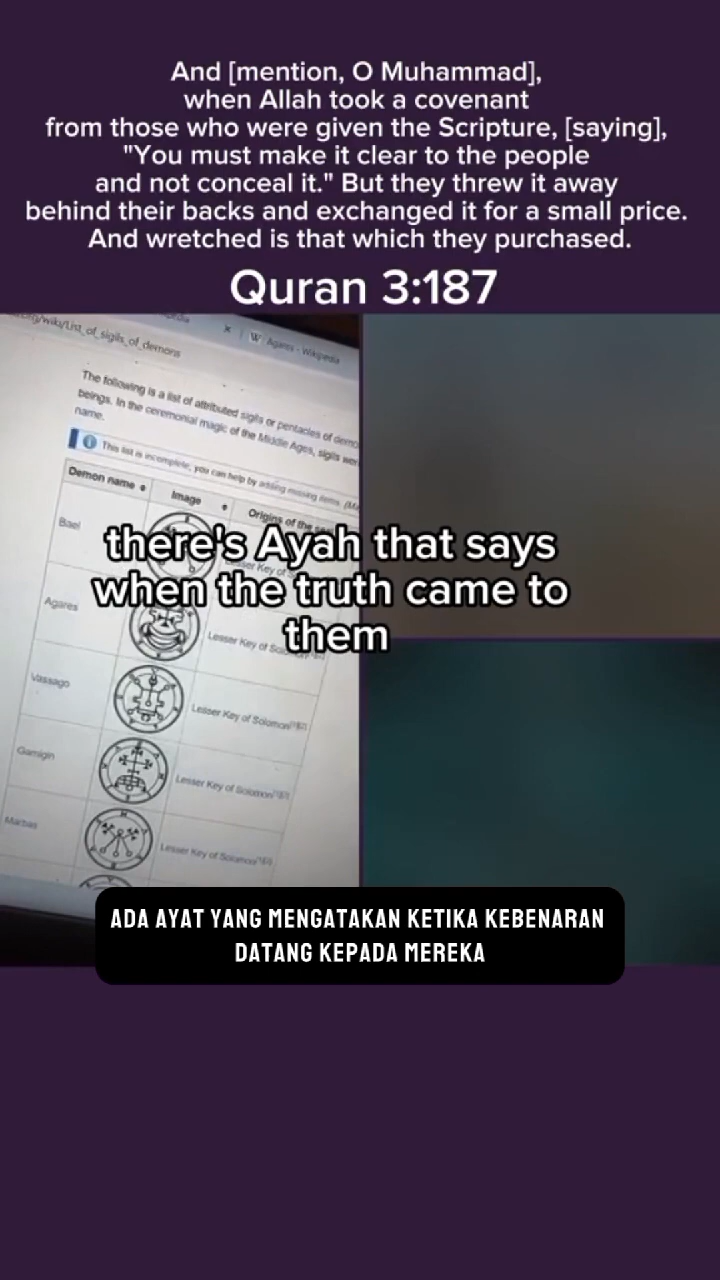 And [mention, O Muhammad],
when Allah took a covenant
from those who were given the Scripture, [saying],
"You must make it clear to the people
and not conceal it." But they threw it away
behind their backs and exchanged it for a small price.
And wretched is that which they purchased.
Quran 3:187
W Agares - Wikipedia
org/wiki/List_of_sigils_of_demons
The following is a list of attributed sigils or pentacles of demo
beings. In the ceremonial magic of the Middle Ages, sigils wer
name.
This list is incomplete; you can help by adding missing items.
Demon name
Image
Origins of the
Bael
there's Ayah that says
when the truth came to
them
Agares
Lesser Key of
Vassago
Lesser Key of Solomon
Gamigin
Lesser Key of Solomon
Marbas
Lesser Key of Solomon
ADA AYAT YANG MENGATAKAN KETIKA KEBENARAN
DATANG KEPADA MEREKA